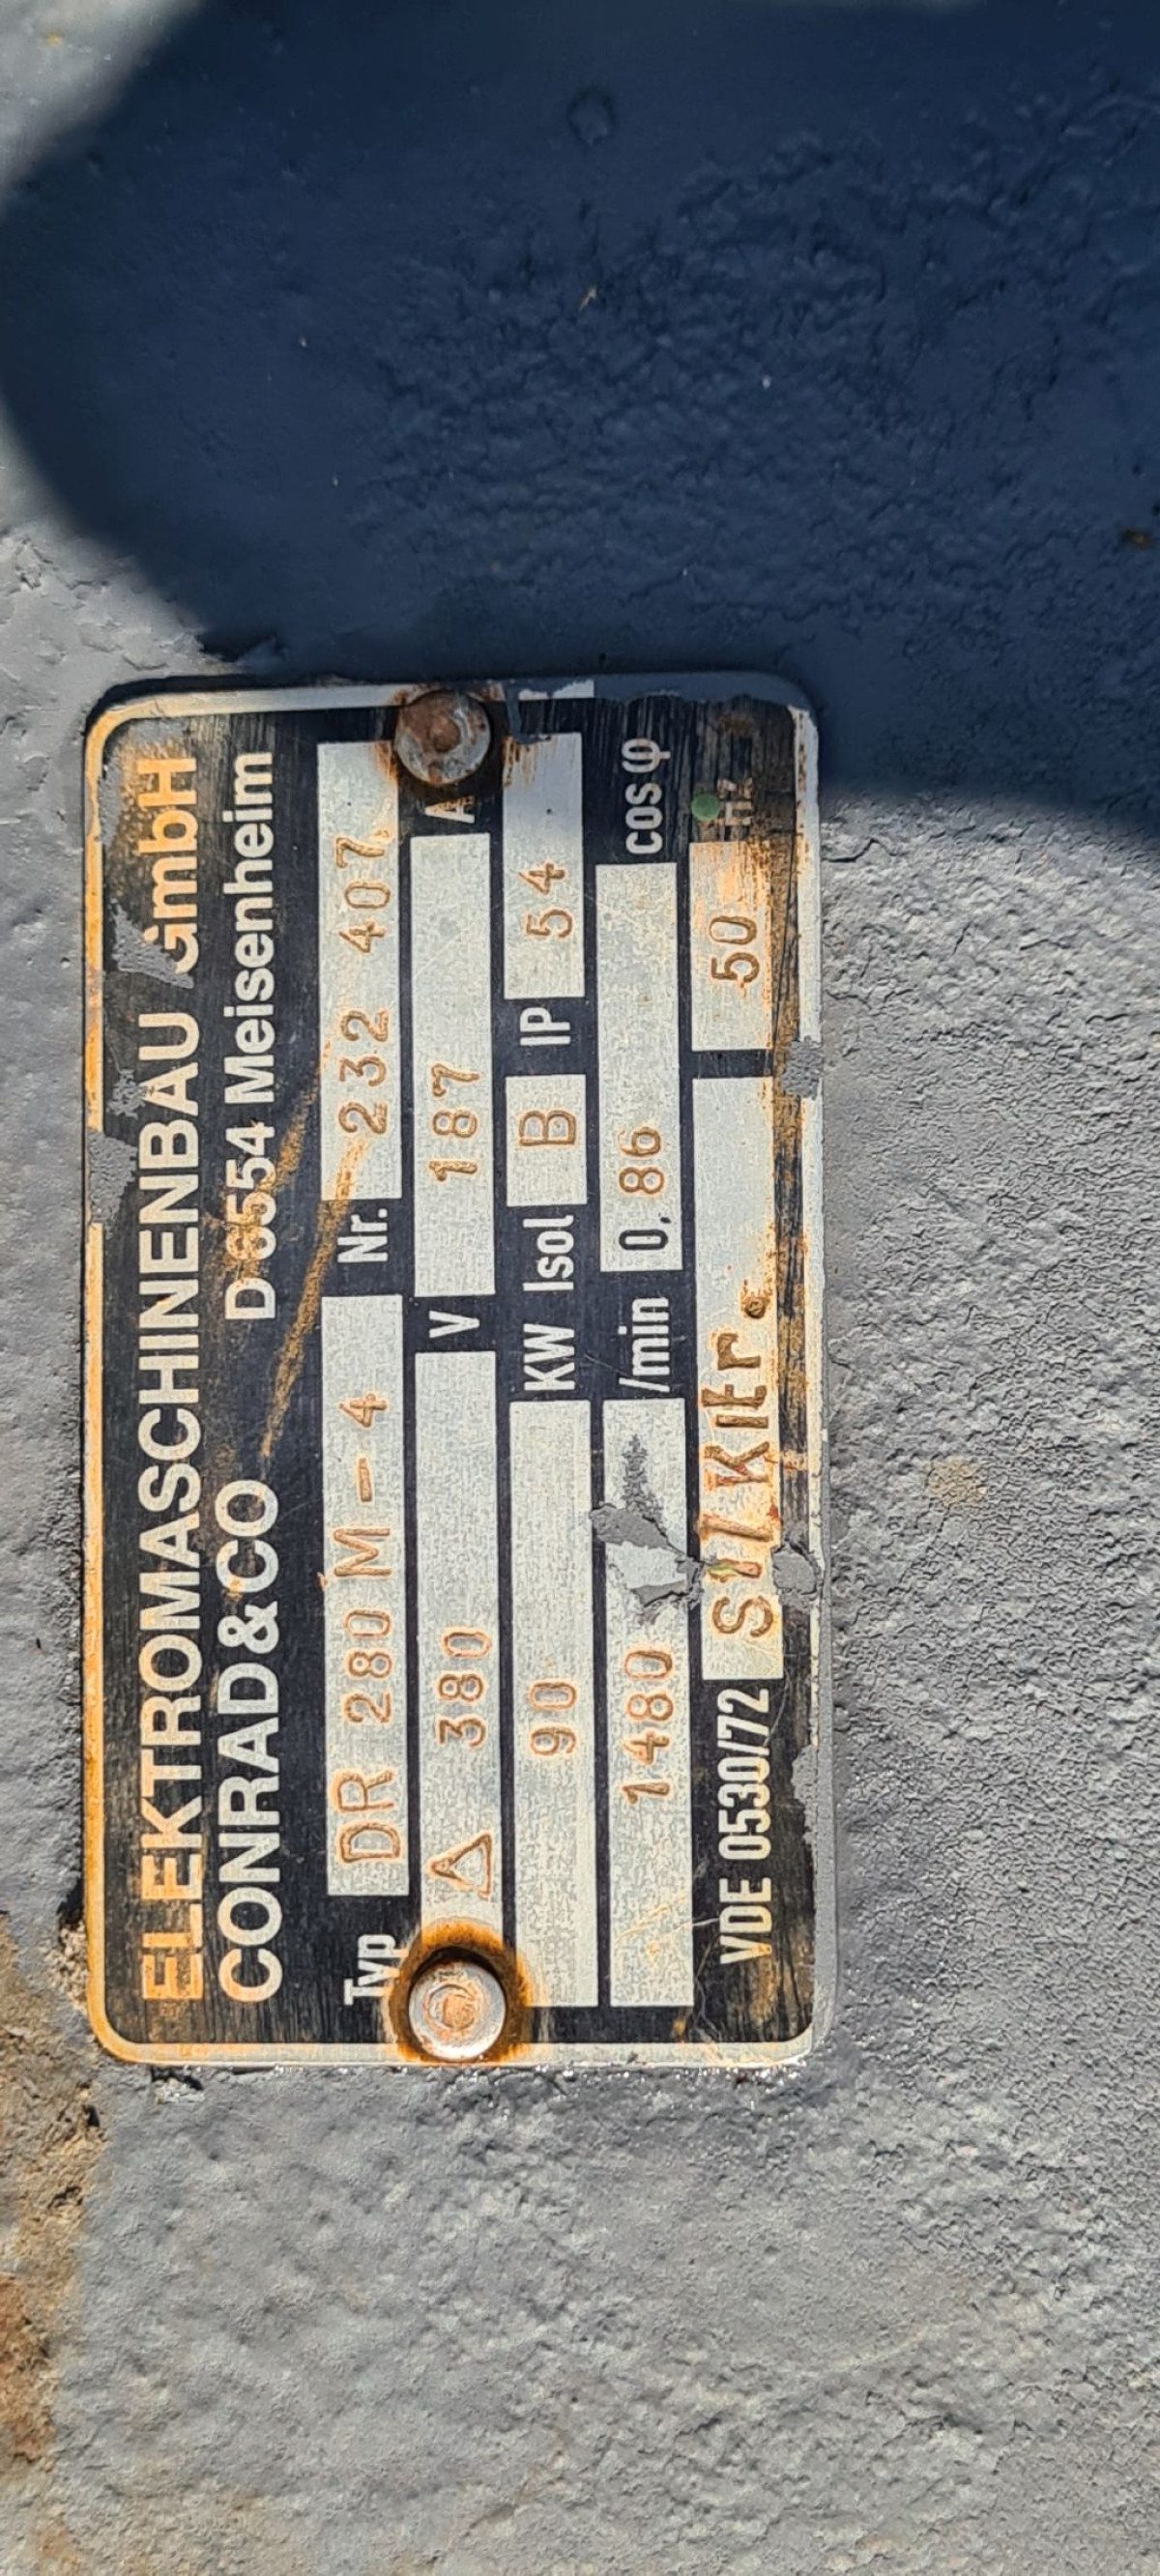 ELEKTROMASCHINENBAU GmbH
CONRAD & CO D 6554 Meisenheim
Typ DR 280 M-4 Nr. 232 407
△ 380 V 187 A
90 KW Isol B IP 54
1480 /min 0,86 cos φ
VDE 0530/72 50 Hz